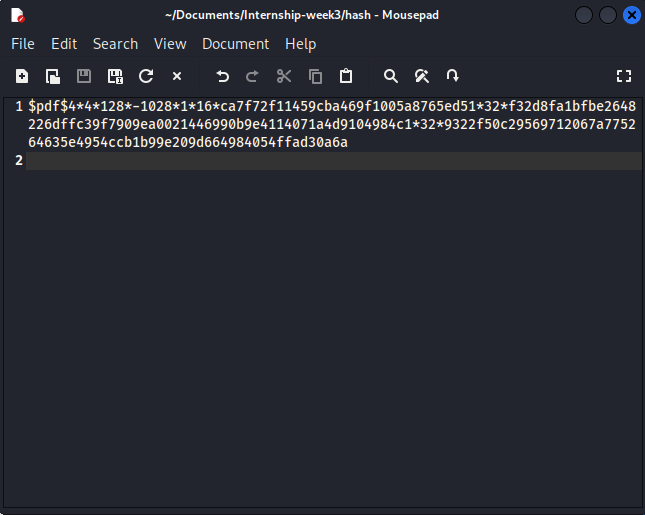 ~/Documents/Internship-week3/hash - Mousepad
File Edit Search View Document Help
1 $pdf$4*4*128*-1028*1*16*ca7f72f11459cba469f1005a8765ed51*32*f32d8fa1bfbe2648
226dffc39f7909ea0021446990b9e4114071a4d9104984c1*32*9322f50c29569712067a7752
64635e4954ccb1b99e209d664984054ffad30a6a
2